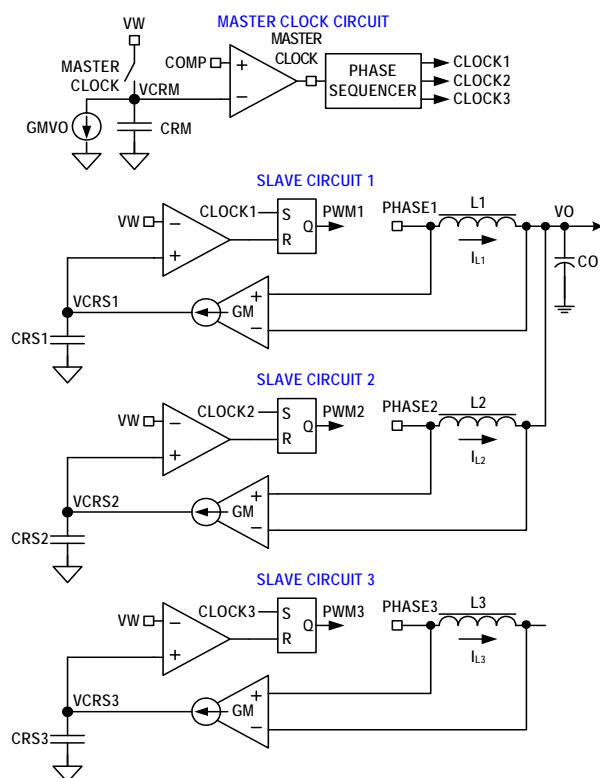 MASTER CLOCK CIRCUIT
VW
MASTER
CLOCK
COMP
MASTER
CLOCK
VCRM
GMVO
CRM
+
−
PHASE
SEQUENCER
CLOCK1
CLOCK2
CLOCK3
SLAVE CIRCUIT 1
VW
−
+
CLOCK1
S
R
Q
PWM1
PHASE1
L1
IL1
VO
CO
VCRS1
CRS1
GM
+
−
SLAVE CIRCUIT 2
VW
−
+
CLOCK2
S
R
Q
PWM2
PHASE2
L2
IL2
VCRS2
CRS2
GM
+
−
SLAVE CIRCUIT 3
VW
−
+
CLOCK3
S
R
Q
PWM3
PHASE3
L3
IL3
VCRS3
CRS3
GM
+
−